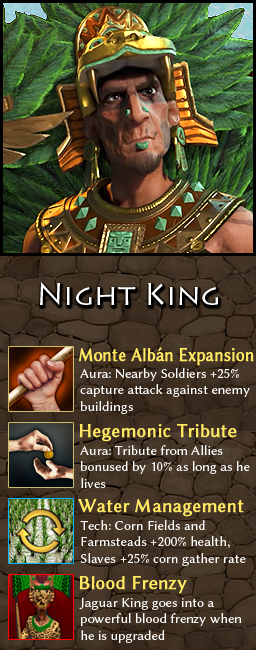 Night King
Monte Albán Expansion
Aura: Nearby Soldiers +25%
capture attack against enemy
buildings
Hegemonic Tribute
Aura: Tribute from Allies
bonused by 10% as long as he
lives
Water Management
Tech: Corn Fields and
Farmsteads +200% health,
Slaves +25% corn gather rate
Blood Frenzy
Jaguar King goes into a
powerful blood frenzy when
he is upgraded